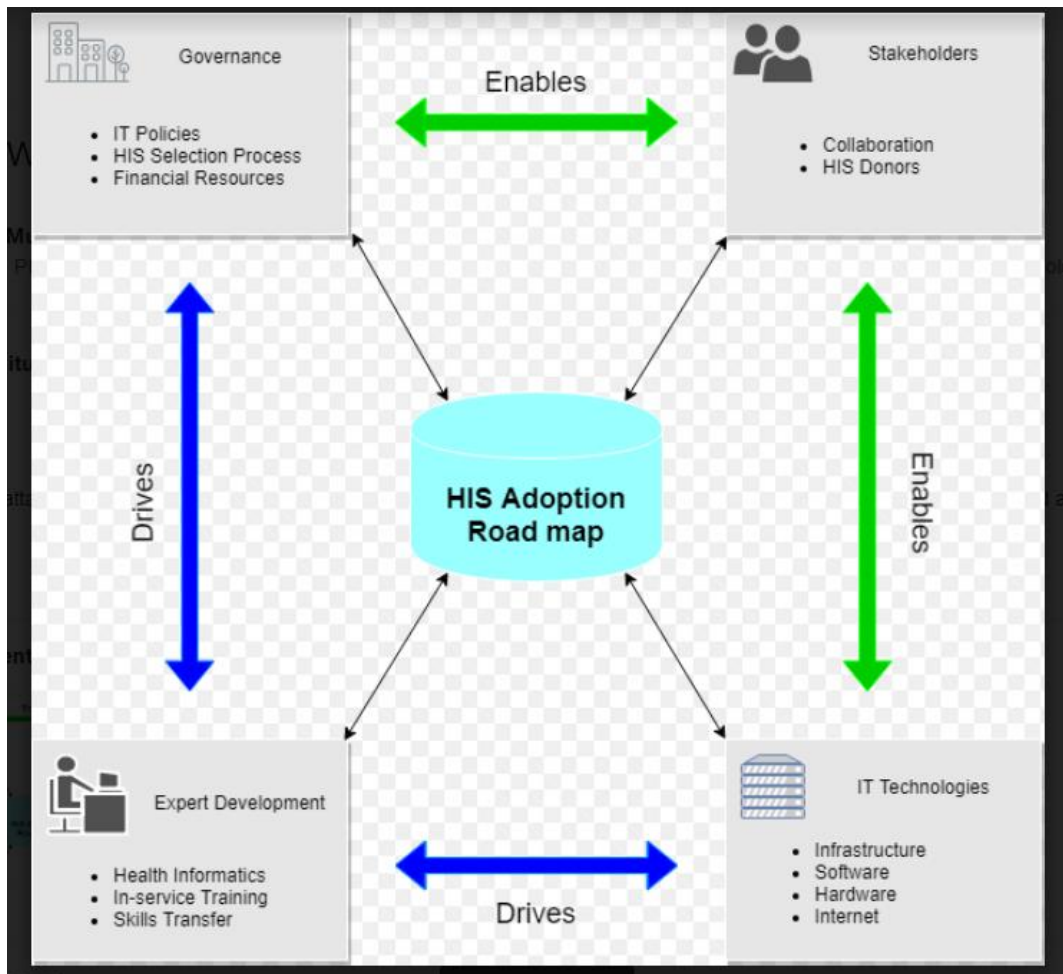 Governance
IT Policies
HIS Selection Process
Financial Resources
Enables
Stakeholders
Collaboration
HIS Donors
Drives
HIS Adoption
Road map
Enables
Expert Development
Health Informatics
In-service Training
Skills Transfer
Drives
IT Technologies
Infrastructure
Software
Hardware
Internet